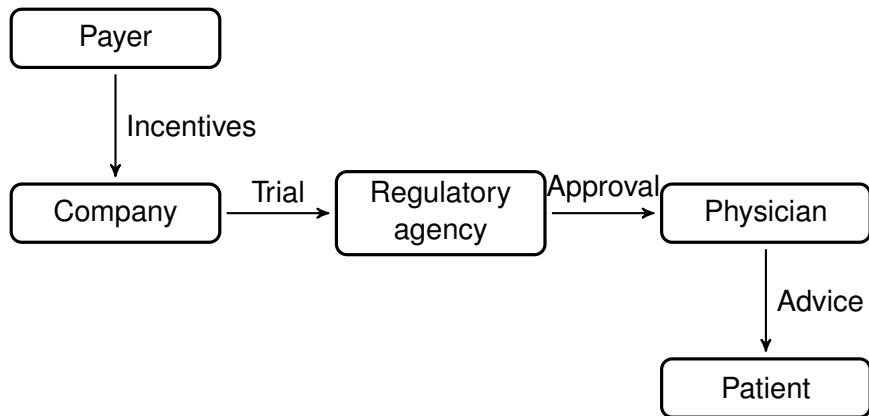 Payer
Incentives
Company
Trial
Regulatory
agency
Approval
Physician
Advice
Patient